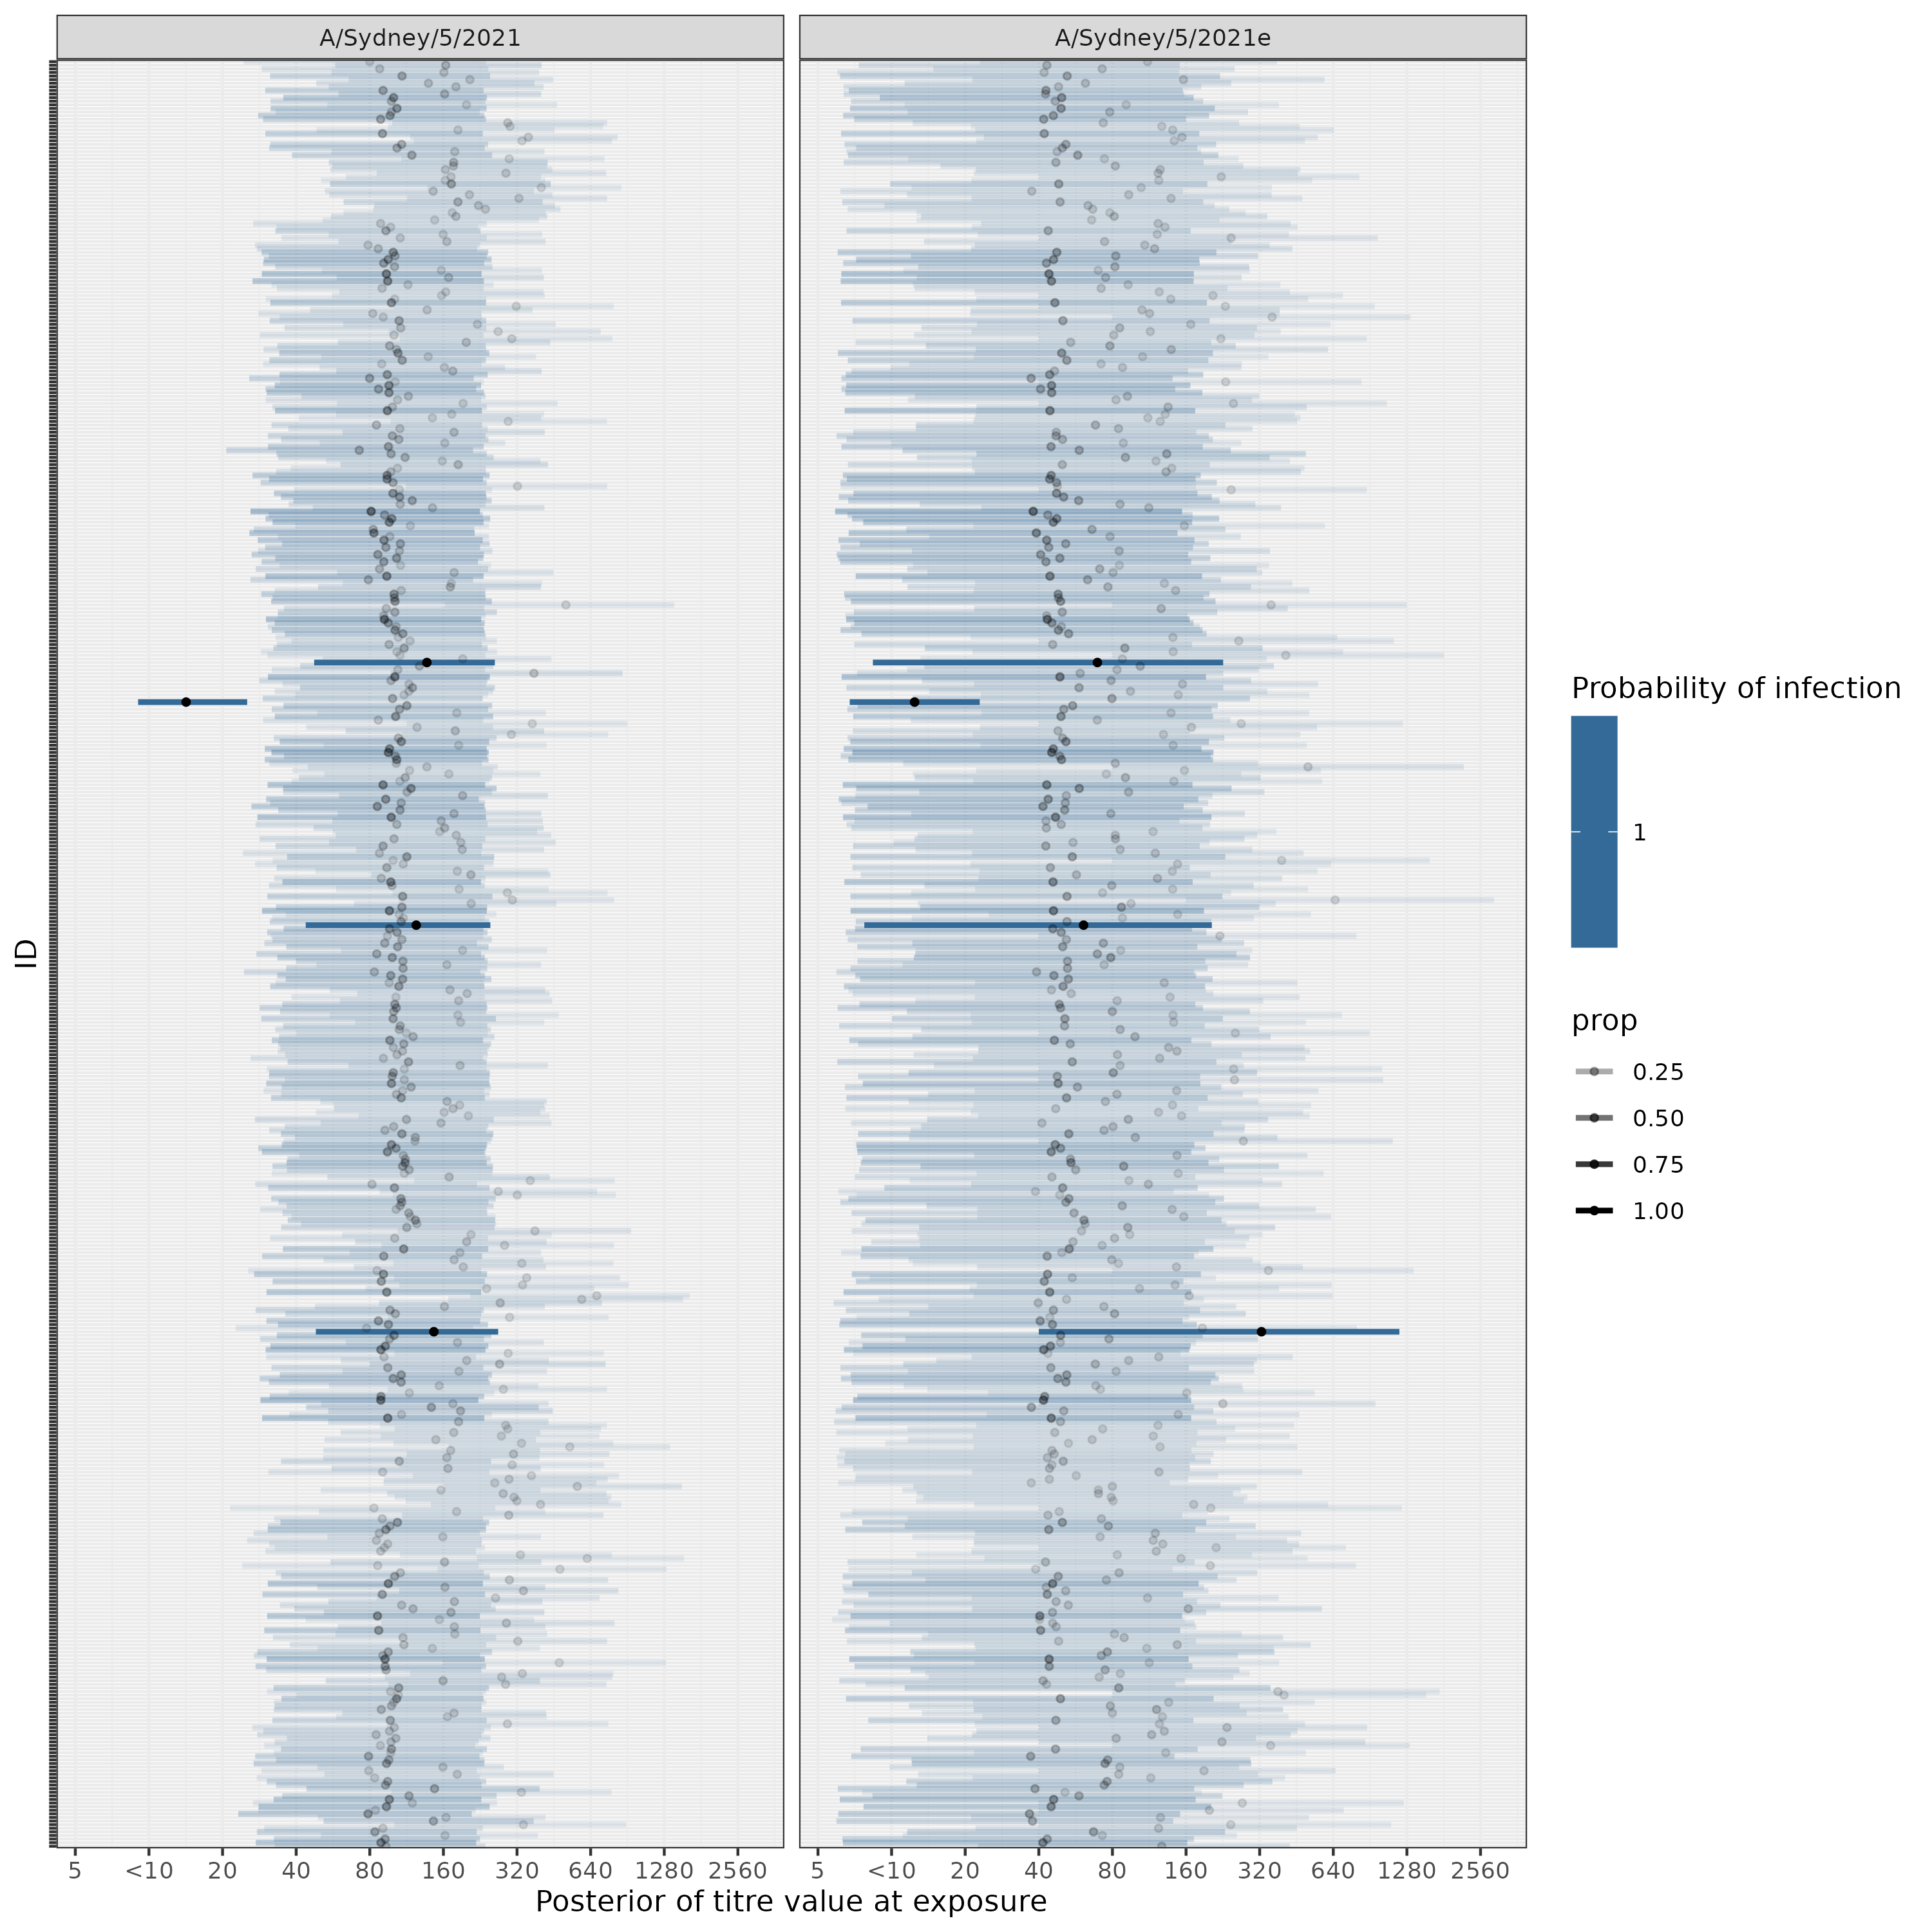 A/Sydney/5/2021
A/Sydney/5/2021e
ID
5 <10 20 40 80 160 320 640 1280 2560
5 <10 20 40 80 160 320 640 1280 2560
Posterior of titre value at exposure
Probability of infection
1
prop
0.25
0.50
0.75
1.00